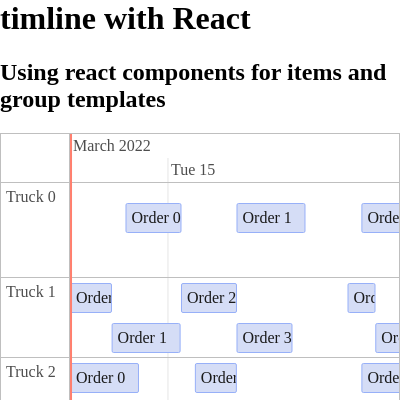 timline with React
Using react components for items and
group templates
March 2022
Tue 15
Truck 0
Order 0 Order 1 Orde
Truck 1
Order Order 2 Orc
Order 1 Order 3 Or
Truck 2
Order 0 Order Orde